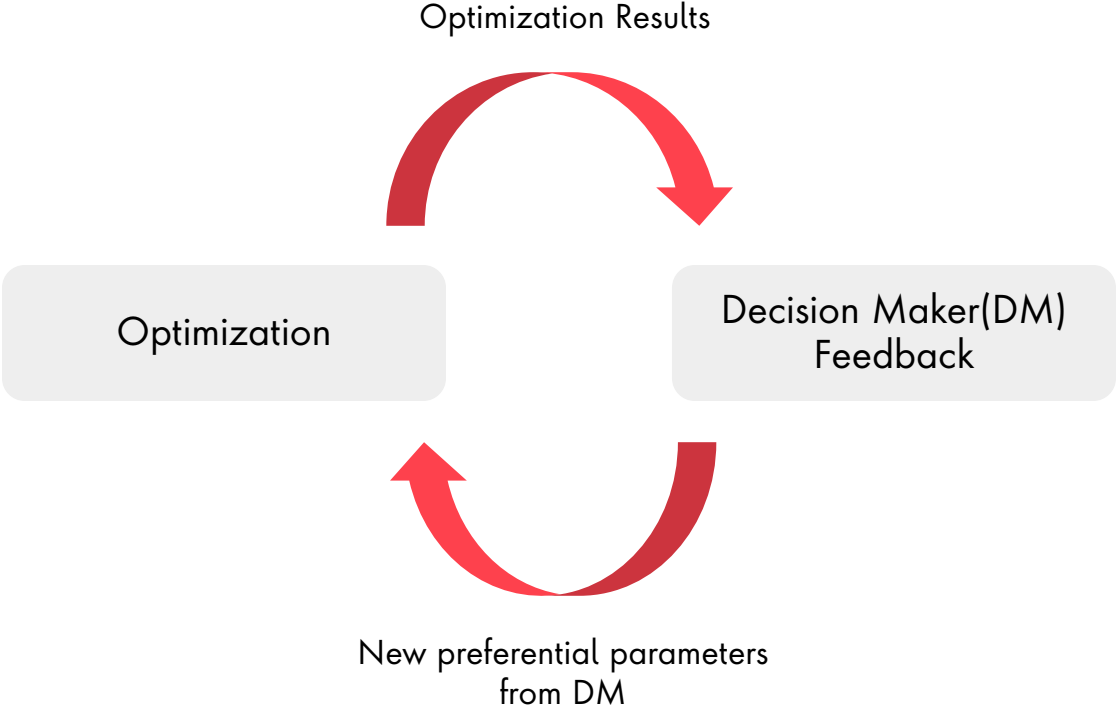 Optimization Results
Optimization
Decision Maker(DM)
Feedback
New preferential parameters
from DM